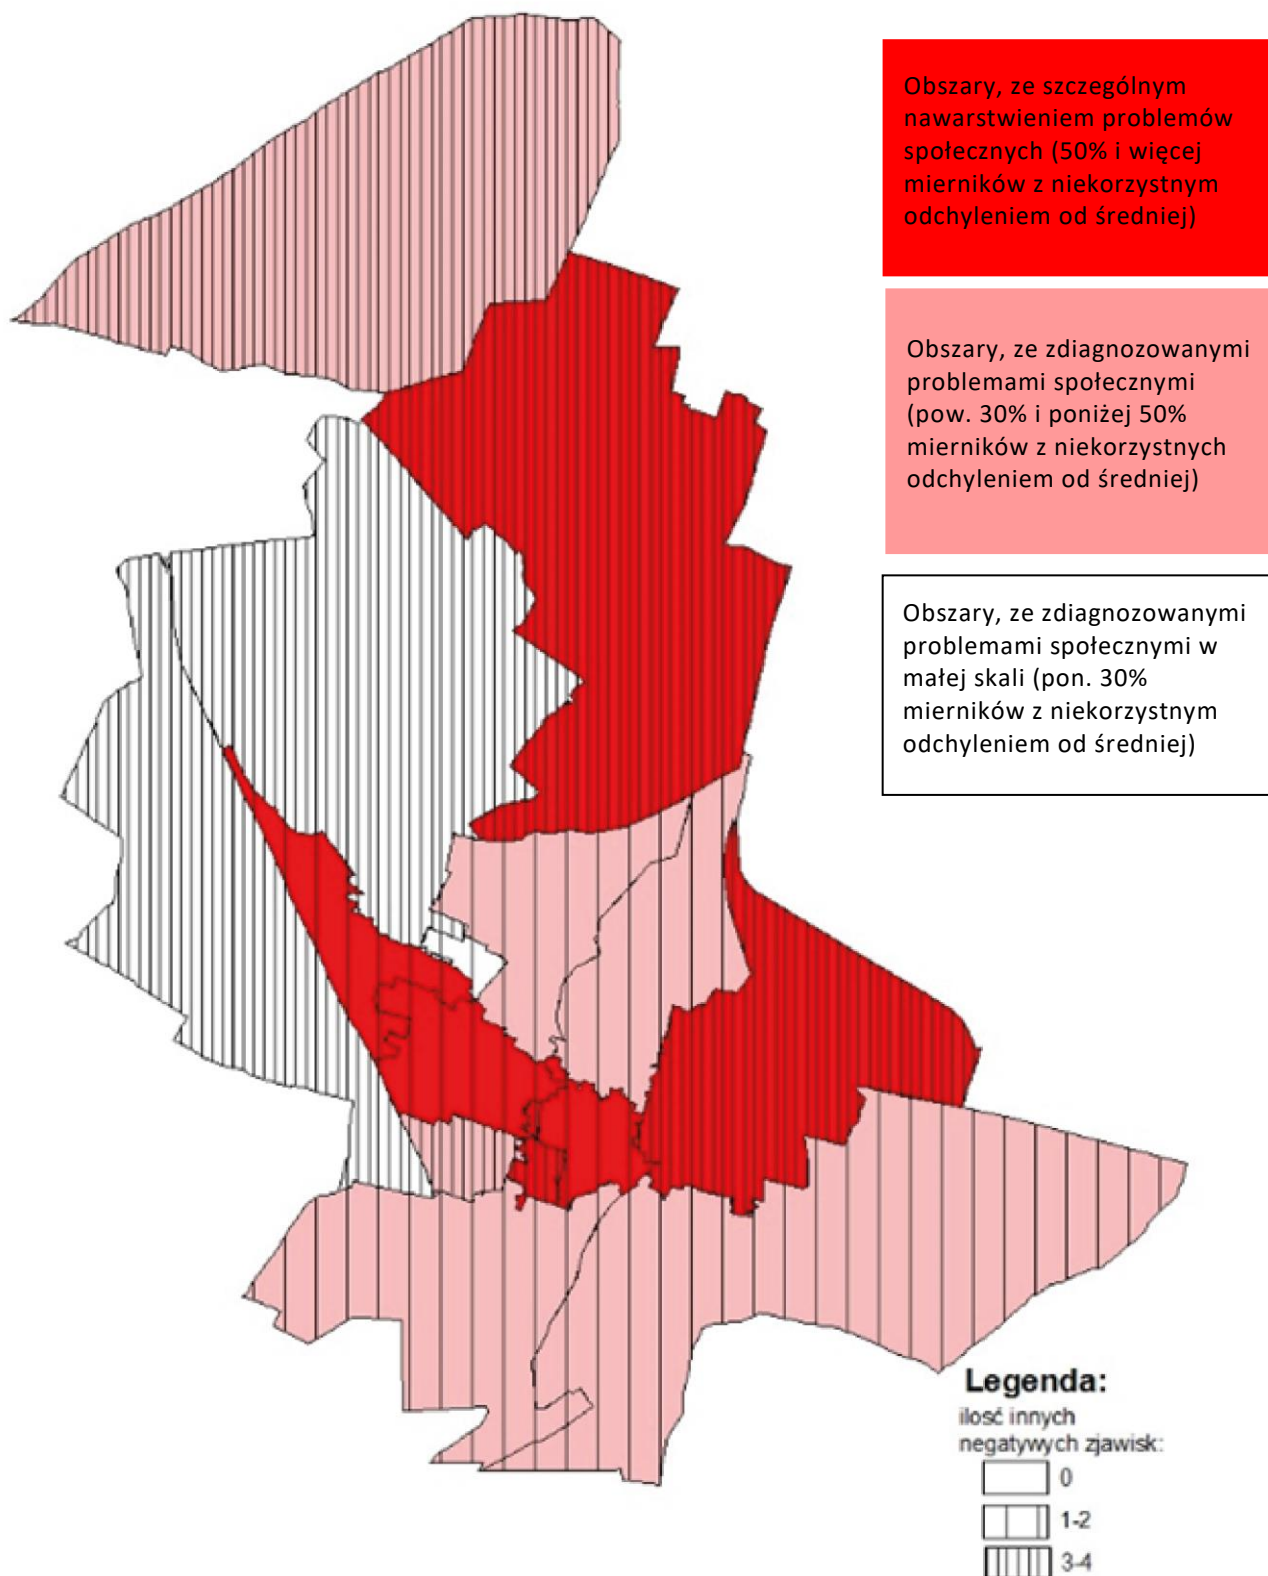 Obszary, ze szczególnym
nawarstwieniem problemów
społecznych (50% i więcej
mierników z niekorzystnym
odchyleniem od średniej)
Obszary, ze zdiagnozowanymi
problemami społecznymi
(pow. 30% i poniżej 50%
mierników z niekorzystnych
odchyleniem od średniej)
Obszary, ze zdiagnozowanymi
problemami społecznymi w
małej skali (pon. 30%
mierników z niekorzystnym
odchyleniem od średniej)
Legenda:
ilosć innych
negatywych zjawisk:
0
1-2
3-4